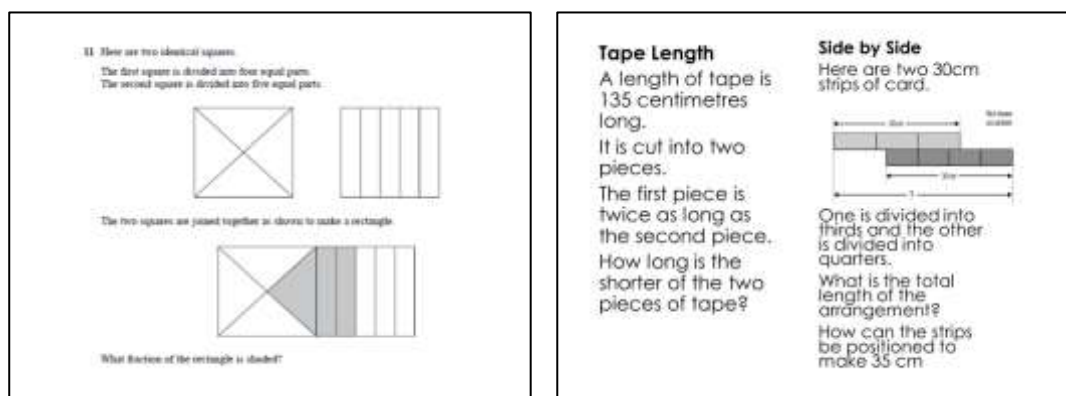 11 Here are two identical squares.
The first square is divided into four equal parts.
The second square is divided into five equal parts.
The two squares are joined together as shown to make a rectangle.
What fraction of the rectangle is shaded?
Tape Length
A length of tape is
135 centimetres
long.
It is cut into two
pieces.
The first piece is
twice as long as
the second piece.
How long is the
shorter of the two
pieces of tape?
Side by Side
Here are two 30cm
strips of card.
?
One is divided into
thirds and the other
is divided into
quarters.
What is the total
length of the
arrangement?
How can the strips
be positioned to
make 35 cm